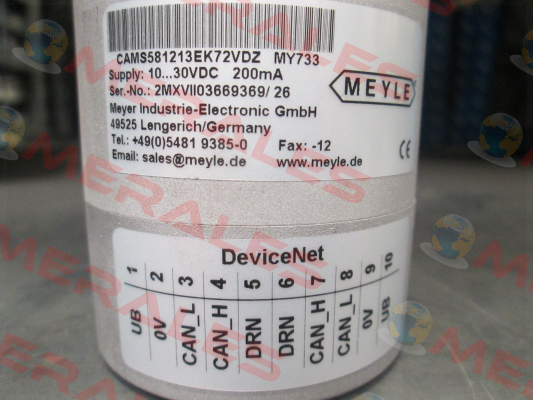 CAMS581213EK72VDZ MY733
Supply: 10...30VDC 200mA
Ser.-No.: 2MXVII03669369/ 26
Meyer Industrie-Electronic GmbH
49525 Lengerich/Germany
Tel.: +49(0)5481 9385-0 Fax: -12
Email: sales@meyle.de www.meyle.de
MEYLE
CE
DeviceNet
1 2 3 4 5 6 7 8 9 10
UB 0V CAN_L CAN_H DRN DRN CAN_H CAN_L 0V UB
MERALES